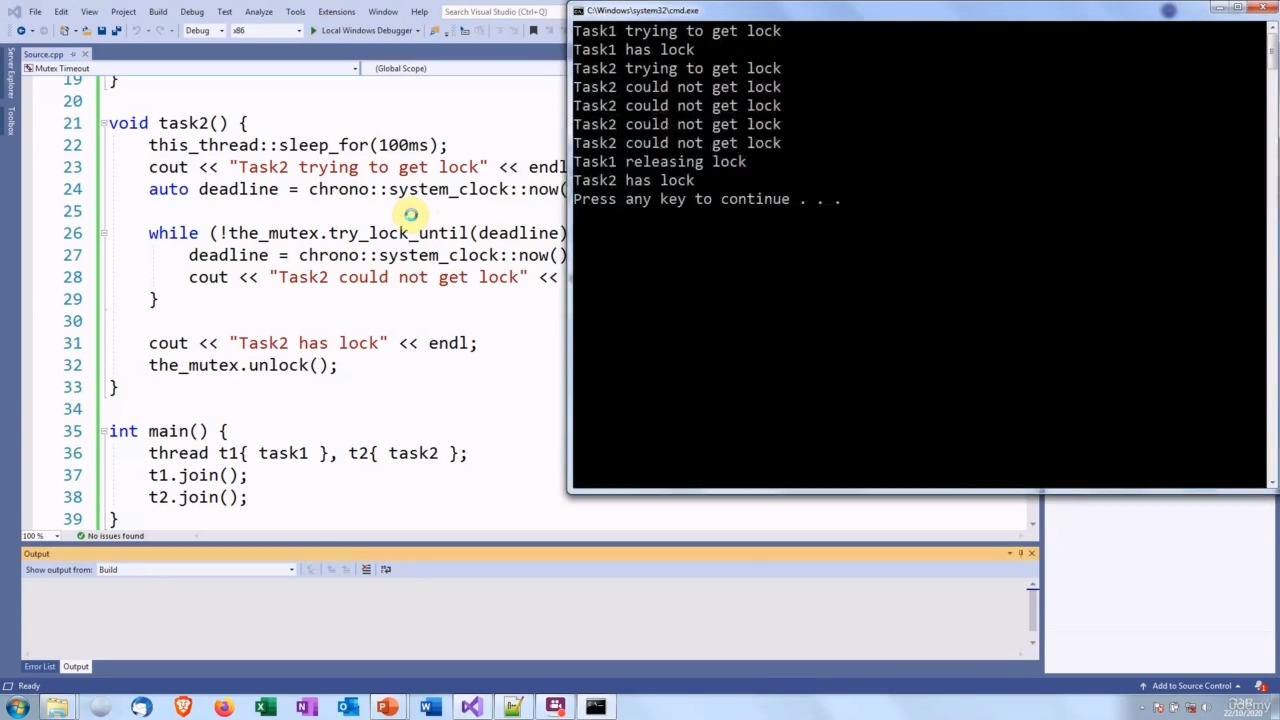 File Edit View Project Build Debug Test Analyze Tools Extensions Window Help Search Visual Studio
Debug x86 Local Windows Debugger
Source.cpp
Mutex Timeout (Global Scope)
Server Explorer
Toolbox
19 }
20
21 void task2() {
22 this_thread::sleep_for(100ms);
23 cout << "Task2 trying to get lock" << endl
24 auto deadline = chrono::system_clock::now(
25
26 while (!the_mutex.try_lock_until(deadline)
27 deadline = chrono::system_clock::now()
28 cout << "Task2 could not get lock" <<
29 }
30
31 cout << "Task2 has lock" << endl;
32 the_mutex.unlock();
33 }
34
35 int main() {
36 thread t1{ task1 }, t2{ task2 };
37 t1.join();
38 t2.join();
39 }
100 % No issues found
Output
Show output from: Build
Error List Output
Ready Add to Source Control 1
C:\Windows\system32\cmd.exe
Task1 trying to get lock
Task1 has lock
Task2 trying to get lock
Task2 could not get lock
Task2 could not get lock
Task2 could not get lock
Task2 could not get lock
Task1 releasing lock
Task2 has lock
Press any key to continue . . .
udemy
22/10/2020